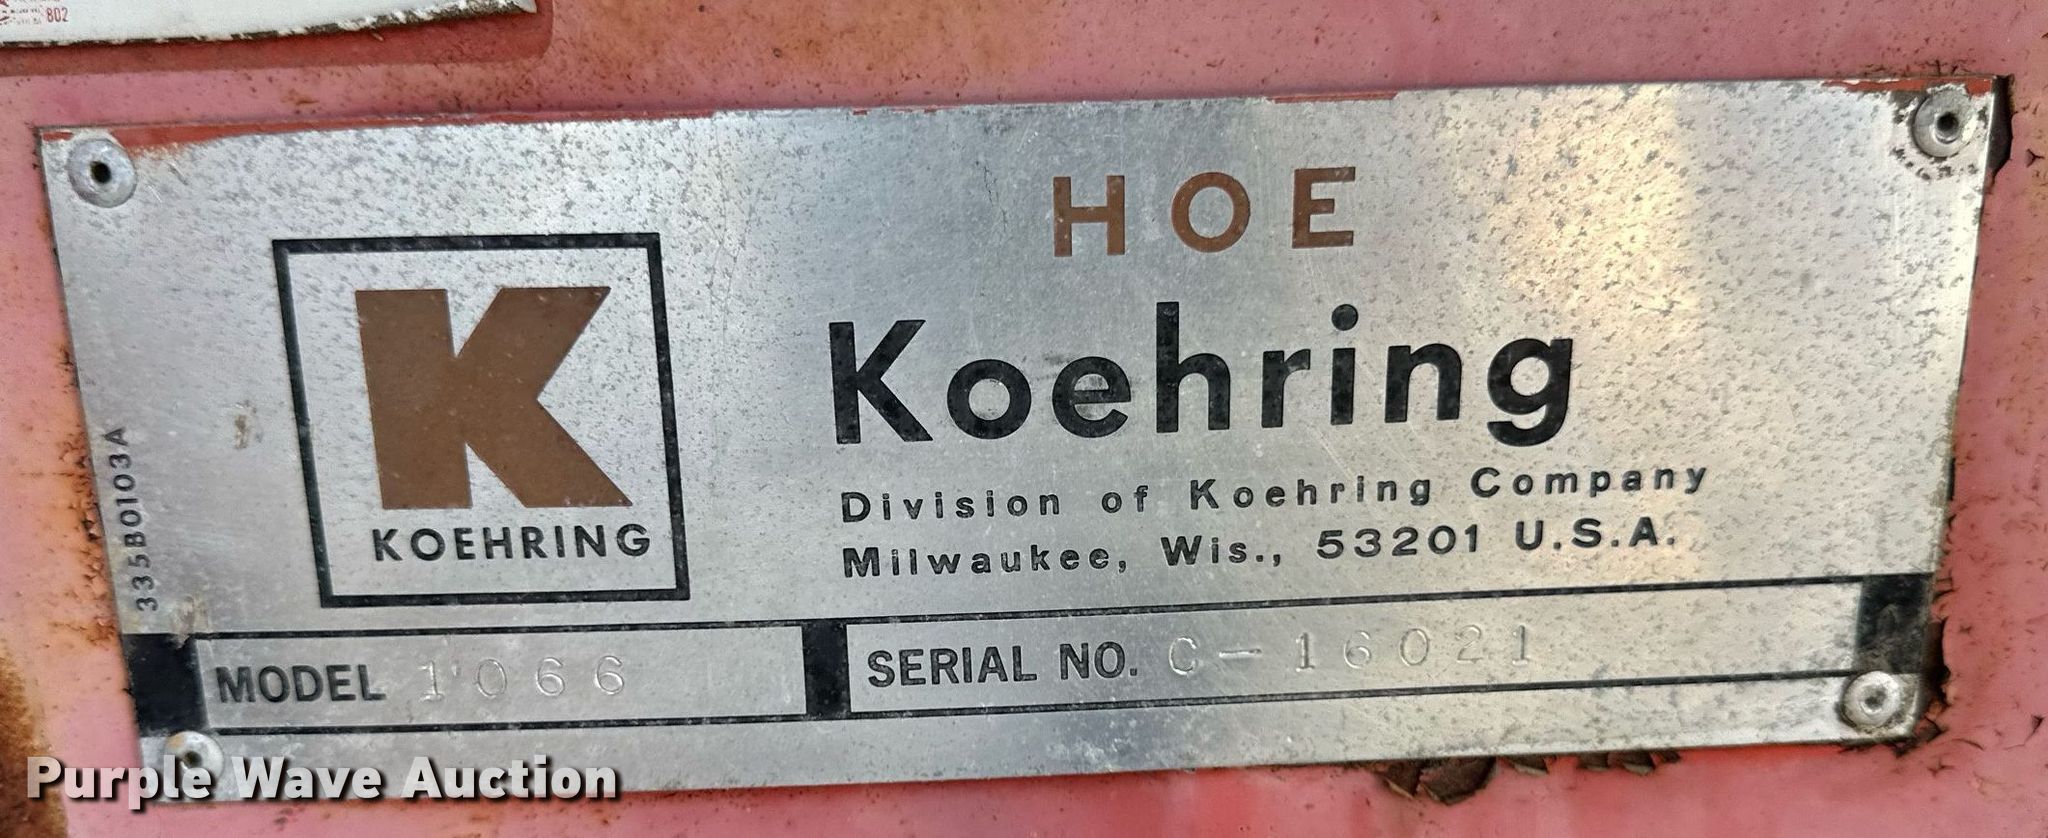 802
HOE
Koehring
Division of Koehring Company
Milwaukee, Wis., 53201 U.S.A.
KOEHRING
335B0103A
MODEL 1066
SERIAL NO. C-16021
Purple Wave Auction